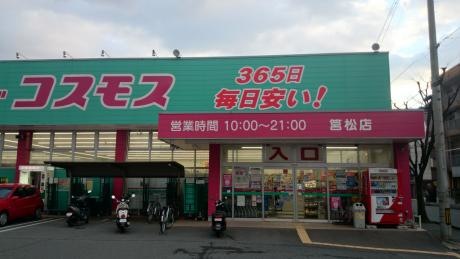 コスモス
365日
毎日安い!
営業時間 10:00〜21:00 筥松店
入口